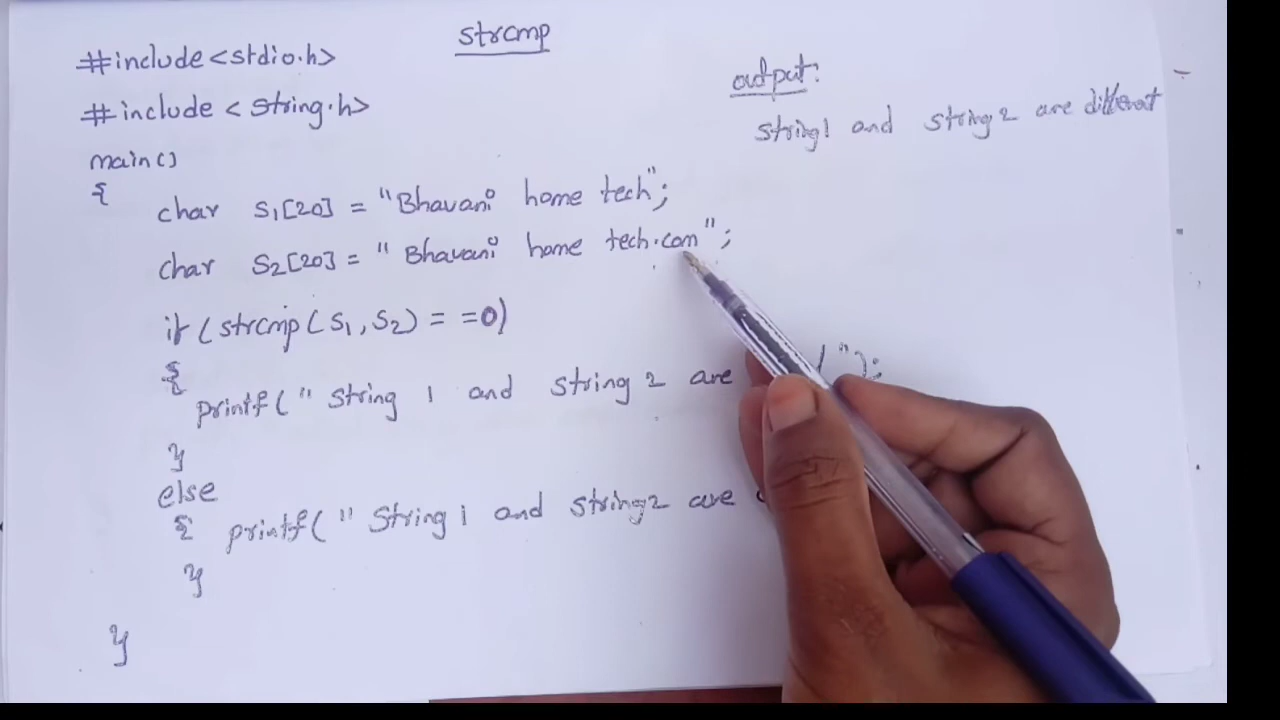 strcmp
#include<stdio.h>
#include < string.h>
main()
{
char S1[20] = "Bhavani home tech";
char S2[20] = "Bhavani home tech.com";
if (strcmp(S1,S2) = =0)
{
printf(" String 1 and string 2 are (");
}
else
{ printf(" String1 and string2 are
}
}
output:
string1 and string2 are different